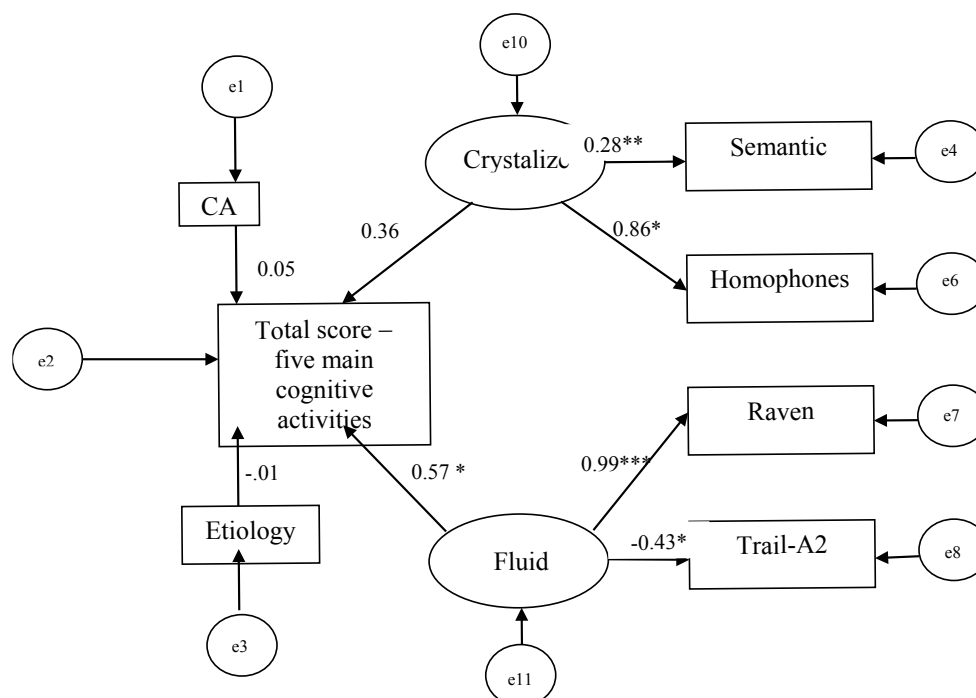 e10
e1
Crystalize
0.28**
Semantic
e4
CA
0.36
0.86*
0.05
Homophones
e6
Total score –
five main
cognitive
activities
e2
Raven
e7
-.01
0.57 *
0.99***
Etiology
Fluid
-0.43*
Trail-A2
e8
e3
e11